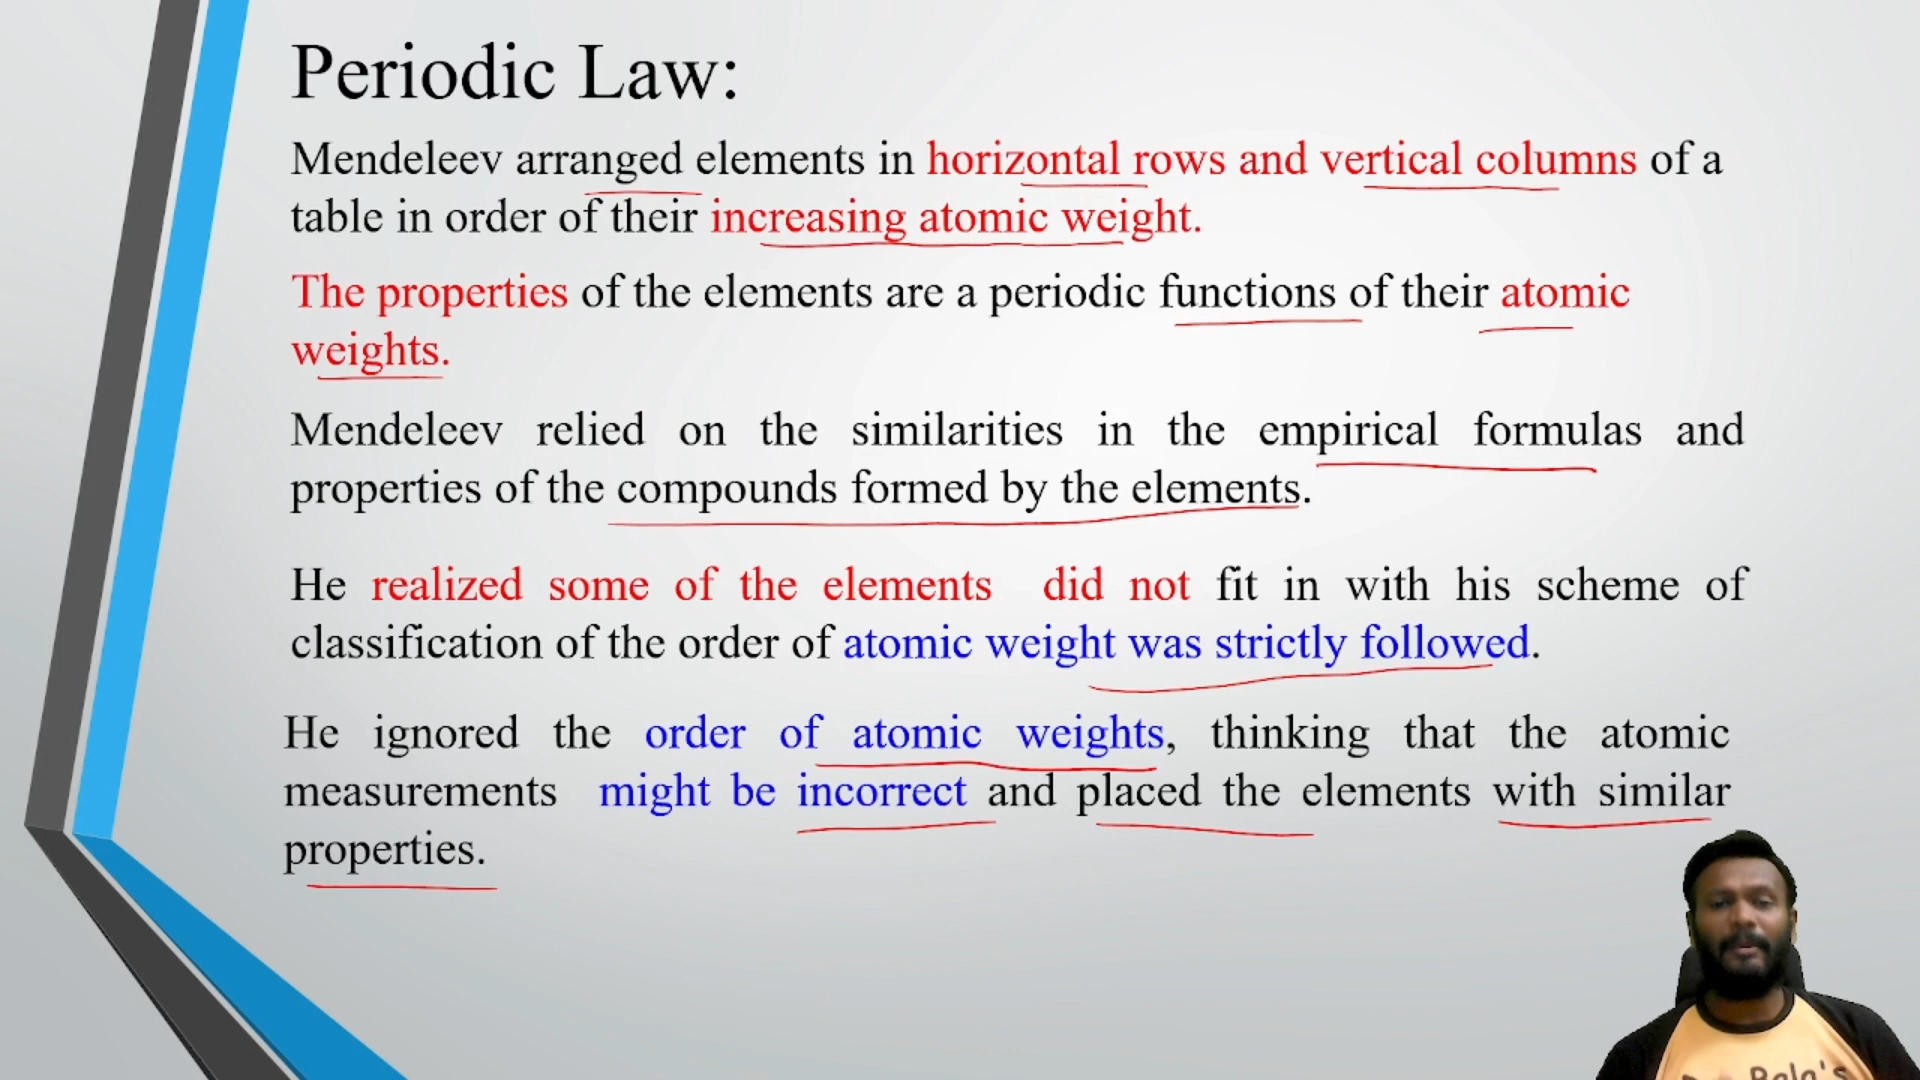 Periodic Law:
Mendeleev arranged elements in horizontal rows and vertical columns of a
table in order of their increasing atomic weight.
The properties of the elements are a periodic functions of their atomic
weights.
Mendeleev relied on the similarities in the empirical formulas and
properties of the compounds formed by the elements.
He realized some of the elements did not fit in with his scheme of
classification of the order of atomic weight was strictly followed.
He ignored the order of atomic weights, thinking that the atomic
measurements might be incorrect and placed the elements with similar
properties.